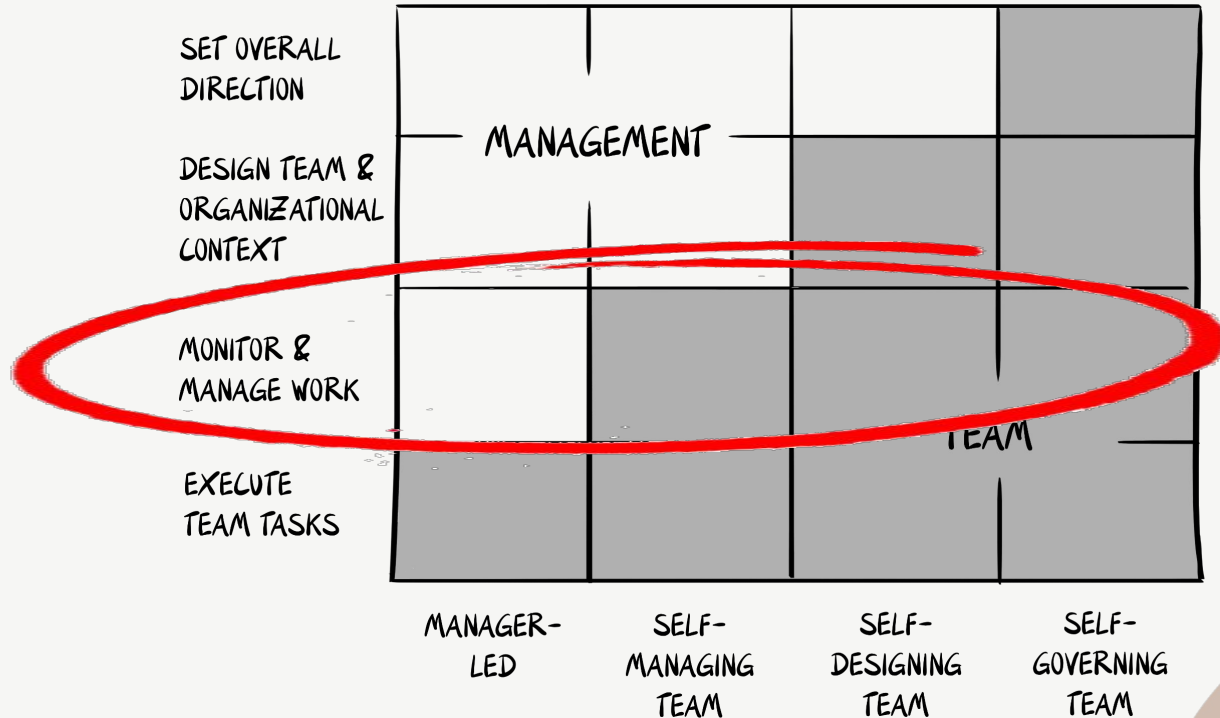 SET OVERALL
DIRECTION
MANAGEMENT
DESIGN TEAM &
ORGANIZATIONAL
CONTEXT
MONITOR &
MANAGE WORK
TEAM
EXECUTE
TEAM TASKS
MANAGER-
LED
SELF-
MANAGING
TEAM
SELF-
DESIGNING
TEAM
SELF-
GOVERNING
TEAM